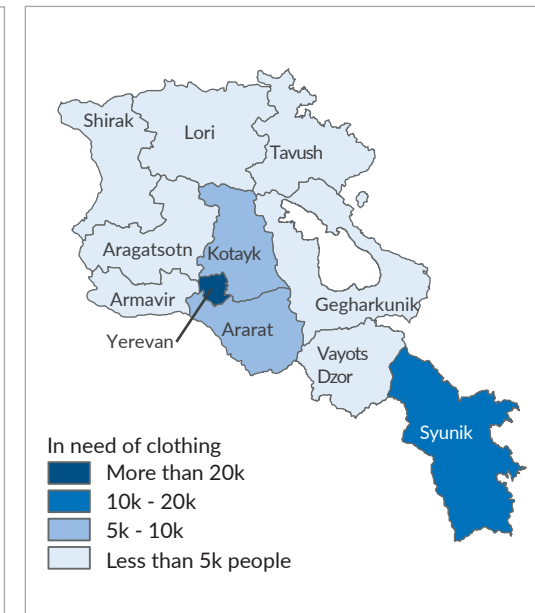 Shirak
Lori
Tavush
Aragatsotn
Kotayk
Armavir
Gegharkunik
Yerevan
Ararat
Vayots
Dzor
Syunik
In need of clothing
More than 20k
10k - 20k
5k - 10k
Less than 5k people